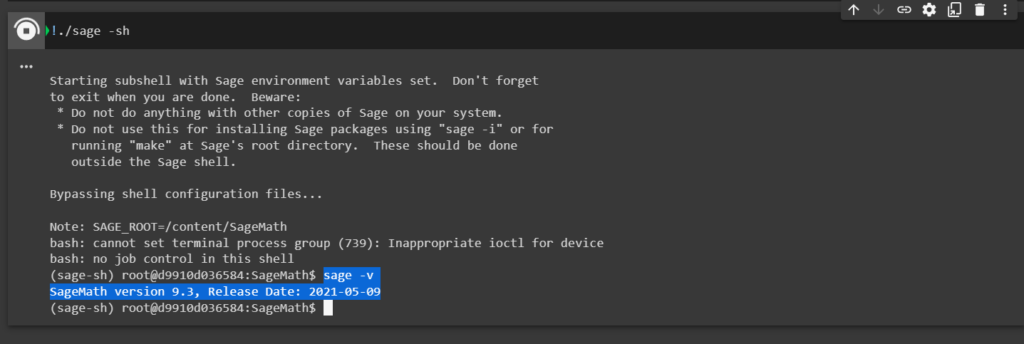 !./sage -sh
...
Starting subshell with Sage environment variables set.  Don't forget
to exit when you are done.  Beware:
 * Do not do anything with other copies of Sage on your system.
 * Do not use this for installing Sage packages using "sage -i" or for
   running "make" at Sage's root directory.  These should be done
   outside the Sage shell.
Bypassing shell configuration files...
Note: SAGE_ROOT=/content/SageMath
bash: cannot set terminal process group (739): Inappropriate ioctl for device
bash: no job control in this shell
(sage-sh) root@d9910d036584:SageMath$ sage -v
SageMath version 9.3, Release Date: 2021-05-09
(sage-sh) root@d9910d036584:SageMath$